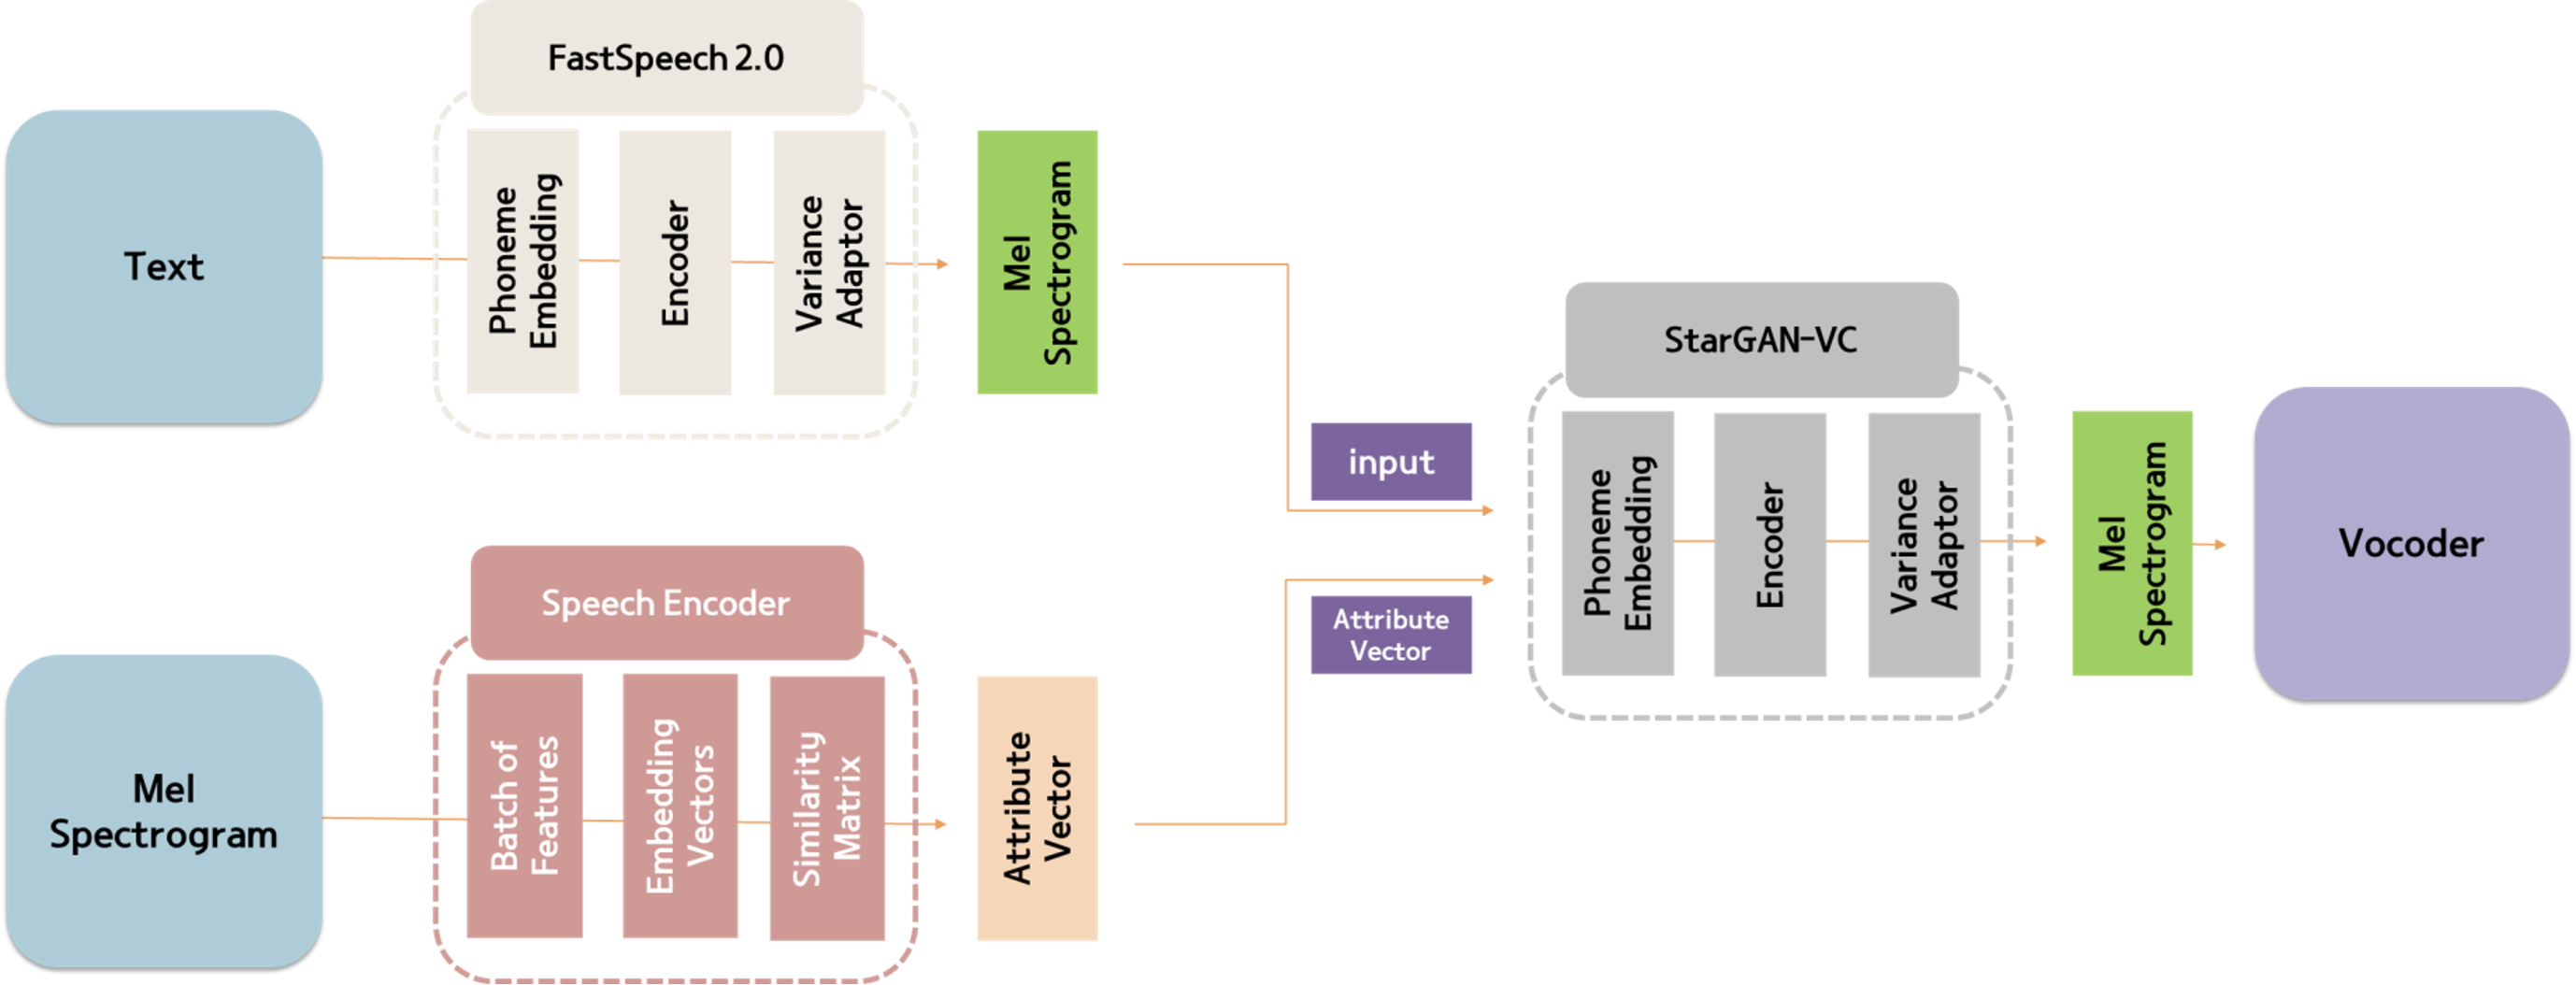 FastSpeech 2.0
Text
Phoneme
Embedding
Encoder
Variance
Adaptor
Mel
Spectrogram
Speech Encoder
Mel
Spectrogram
Batch of
Features
Embedding
Vectors
Similarity
Matrix
Attribute
Vector
input
Attribute
Vector
StarGAN-VC
Phoneme
Embedding
Encoder
Variance
Adaptor
Mel
Spectrogram
Vocoder